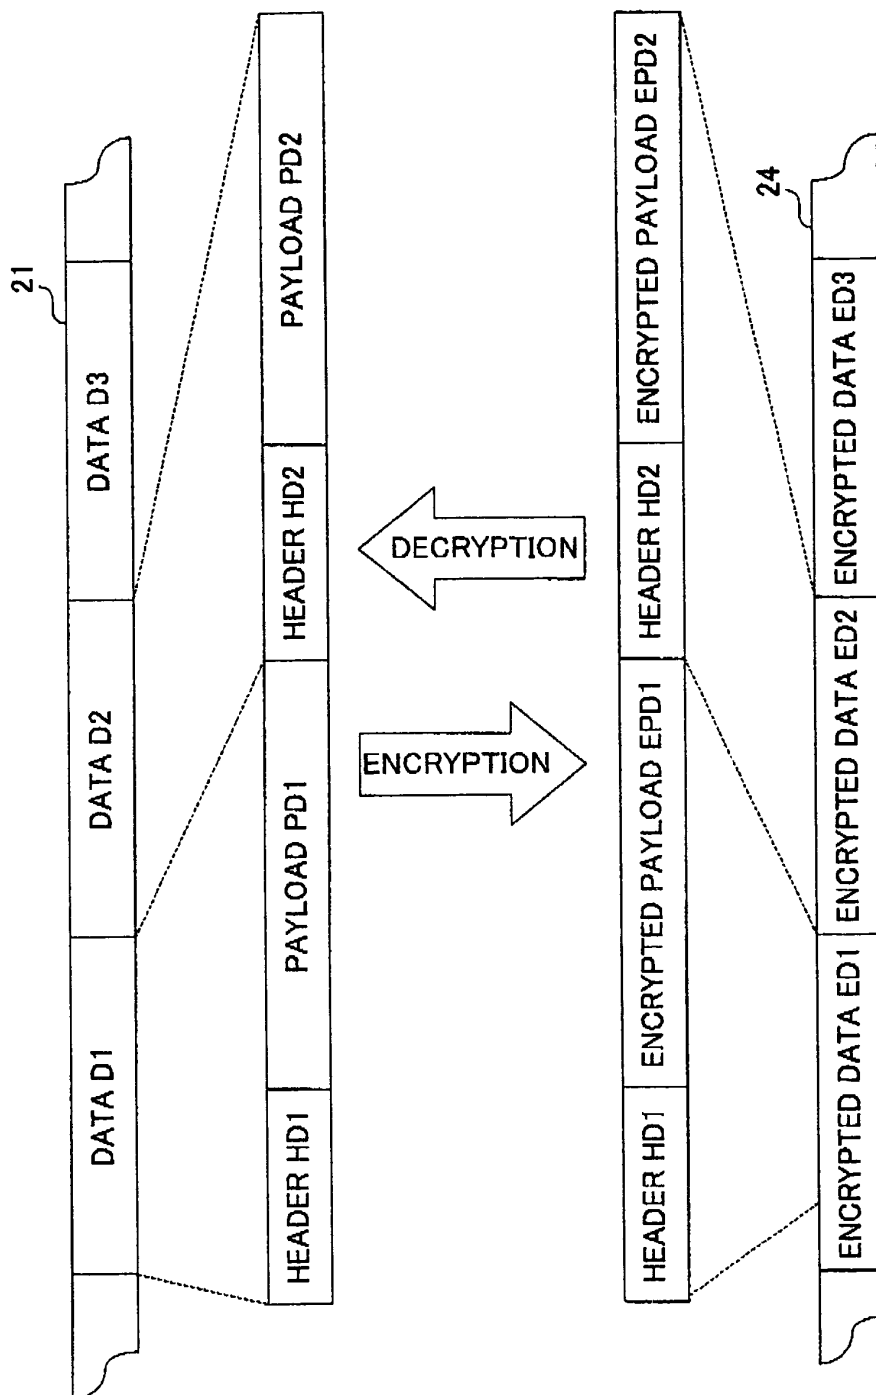 21
DATA D1
DATA D2
DATA D3
HEADER HD1
PAYLOAD PD1
HEADER HD2
PAYLOAD PD2
ENCRYPTION
DECRYPTION
HEADER HD1
ENCRYPTED PAYLOAD EPD1
HEADER HD2
ENCRYPTED PAYLOAD EPD2
24
ENCRYPTED DATA ED1
ENCRYPTED DATA ED2
ENCRYPTED DATA ED3